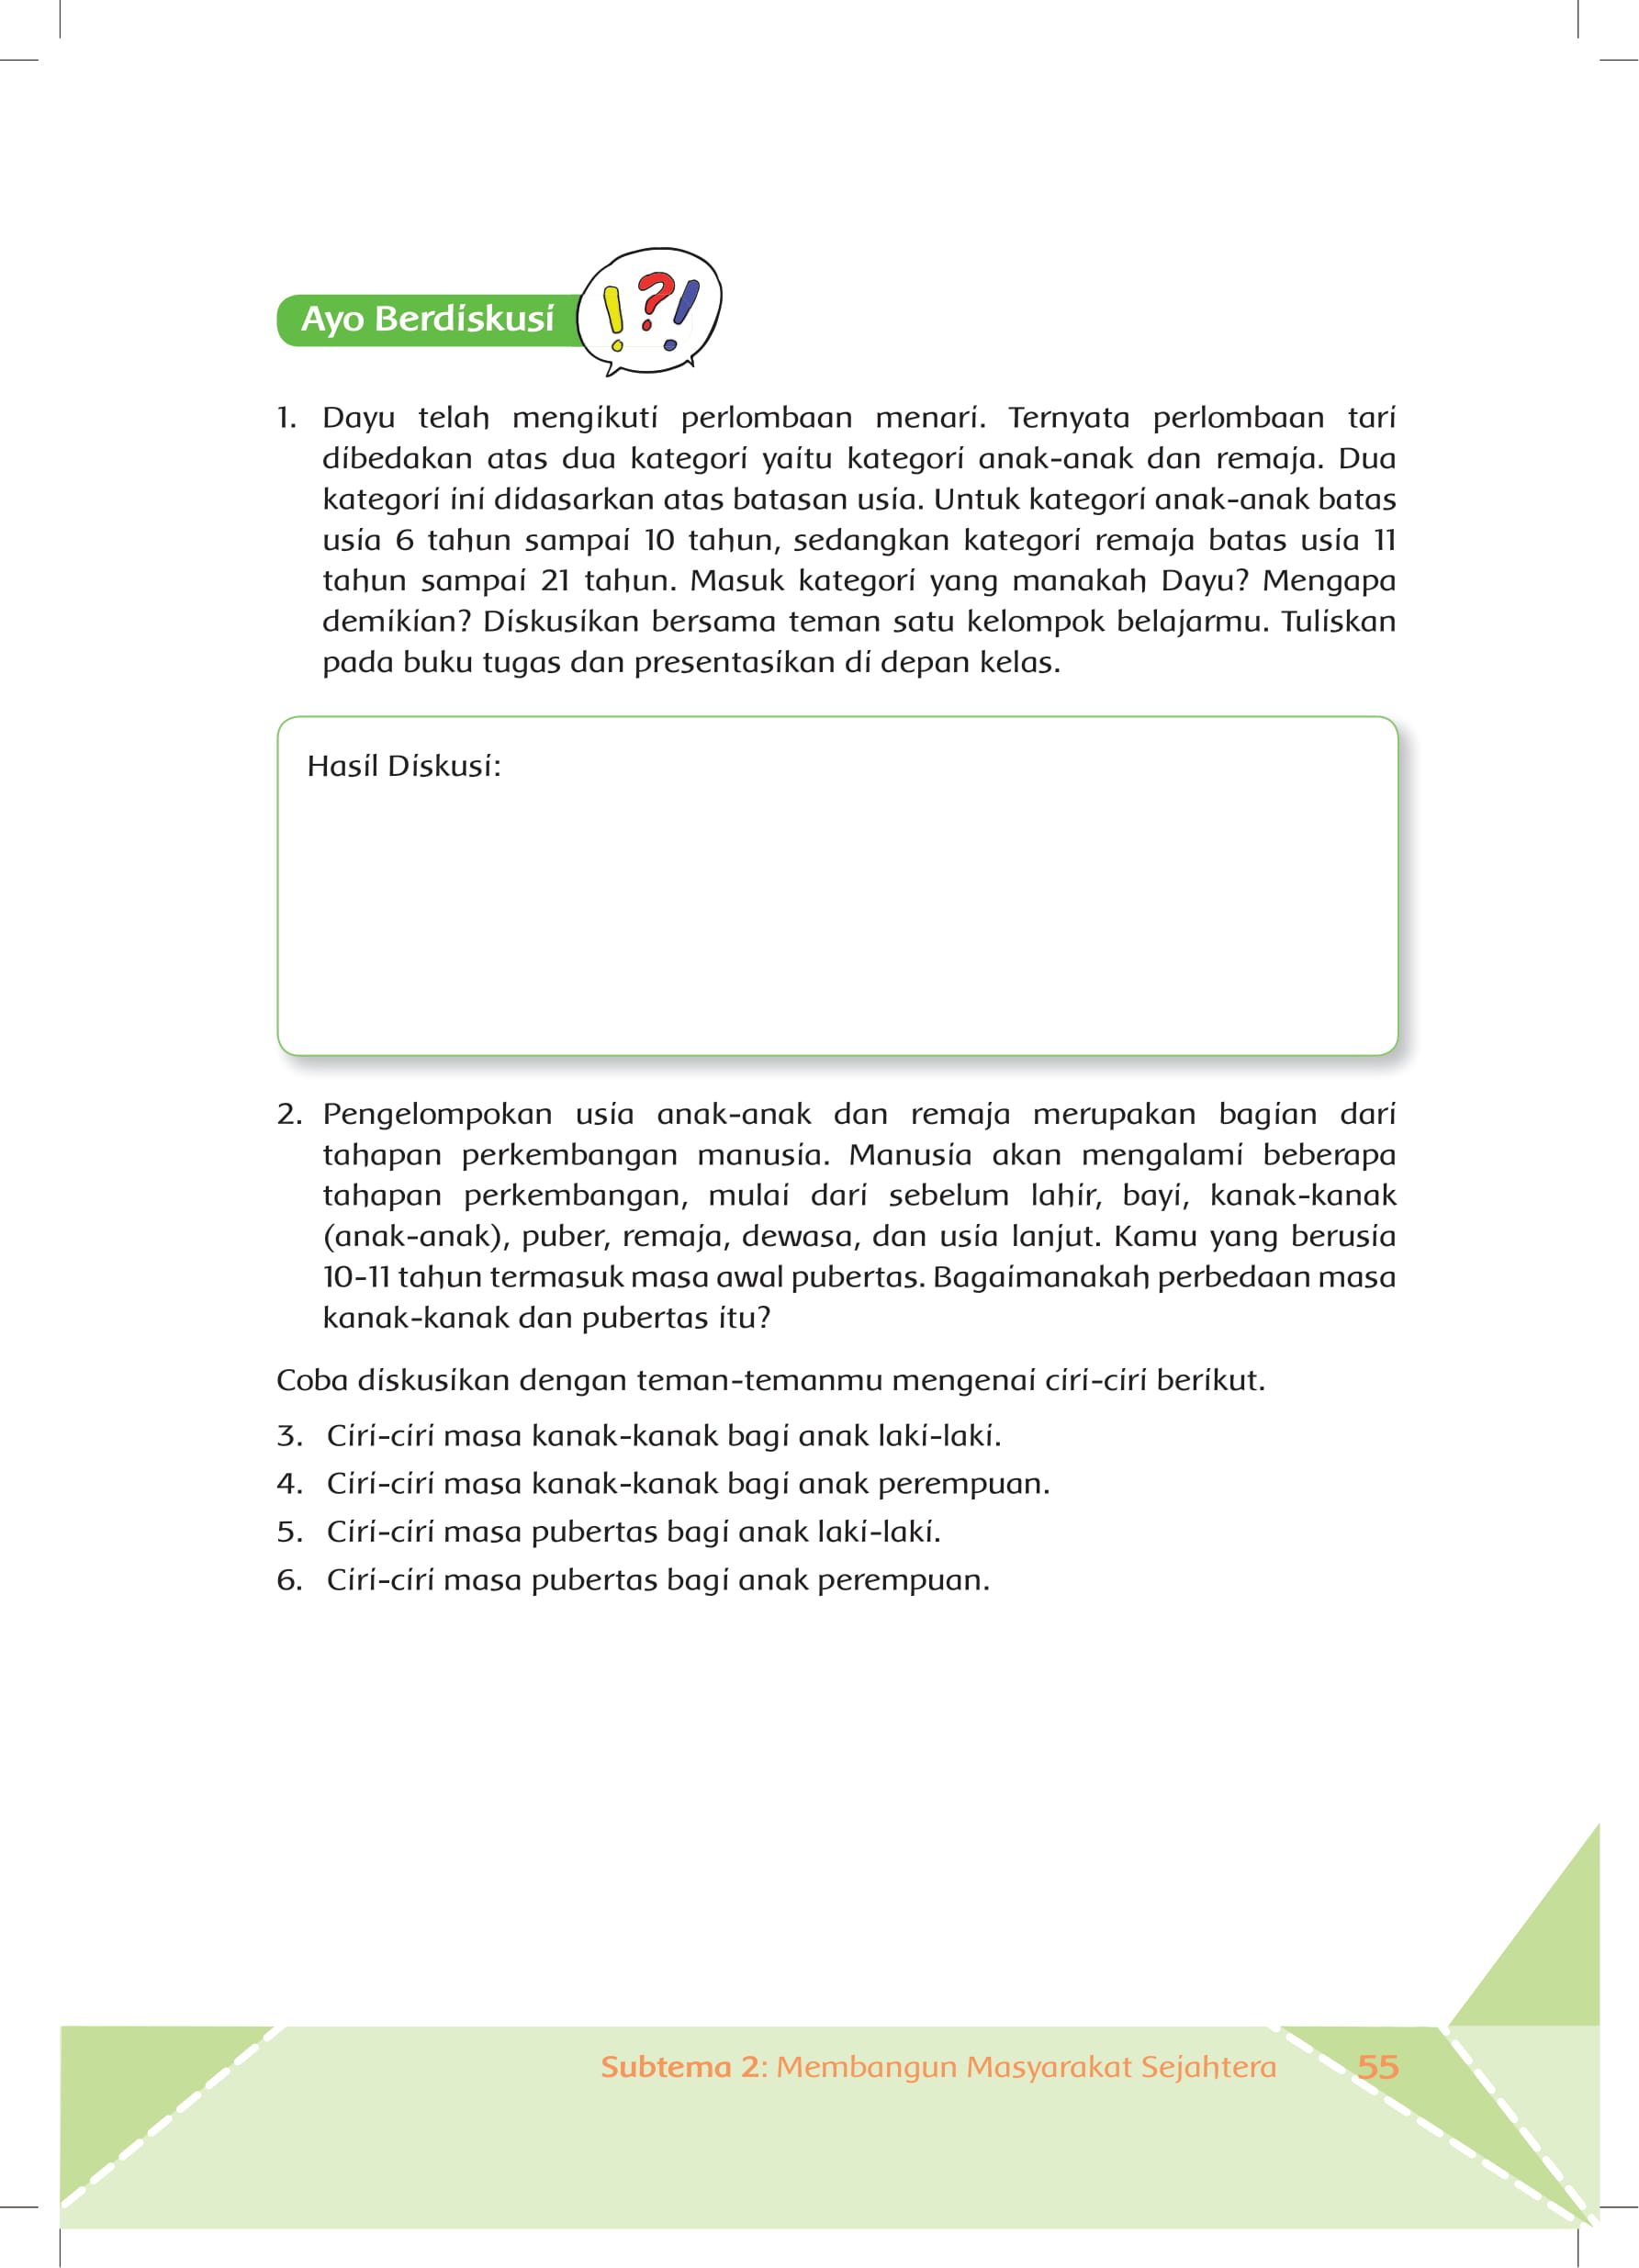 Ayo Berdiskusi
1. Dayu telah mengikuti perlombaan menari. Ternyata perlombaan tari
dibedakan atas dua kategori yaitu kategori anak-anak dan remaja. Dua
kategori ini didasarkan atas batasan usia. Untuk kategori anak-anak batas
usia 6 tahun sampai 10 tahun, sedangkan kategori remaja batas usia 11
tahun sampai 21 tahun. Masuk kategori yang manakah Dayu? Mengapa
demikian? Diskusikan bersama teman satu kelompok belajarmu. Tuliskan
pada buku tugas dan presentasikan di depan kelas.
Hasil Diskusi:
2. Pengelompokan usia anak-anak dan remaja merupakan bagian dari
tahapan perkembangan manusia. Manusia akan mengalami beberapa
tahapan perkembangan, mulai dari sebelum lahir, bayi, kanak-kanak
(anak-anak), puber, remaja, dewasa, dan usia lanjut. Kamu yang berusia
10-11 tahun termasuk masa awal pubertas. Bagaimanakah perbedaan masa
kanak-kanak dan pubertas itu?
Coba diskusikan dengan teman-temanmu mengenai ciri-ciri berikut.
3. Ciri-ciri masa kanak-kanak bagi anak laki-laki.
4. Ciri-ciri masa kanak-kanak bagi anak perempuan.
5. Ciri-ciri masa pubertas bagi anak laki-laki.
6. Ciri-ciri masa pubertas bagi anak perempuan.
Subtema 2: Membangun Masyarakat Sejahtera 55